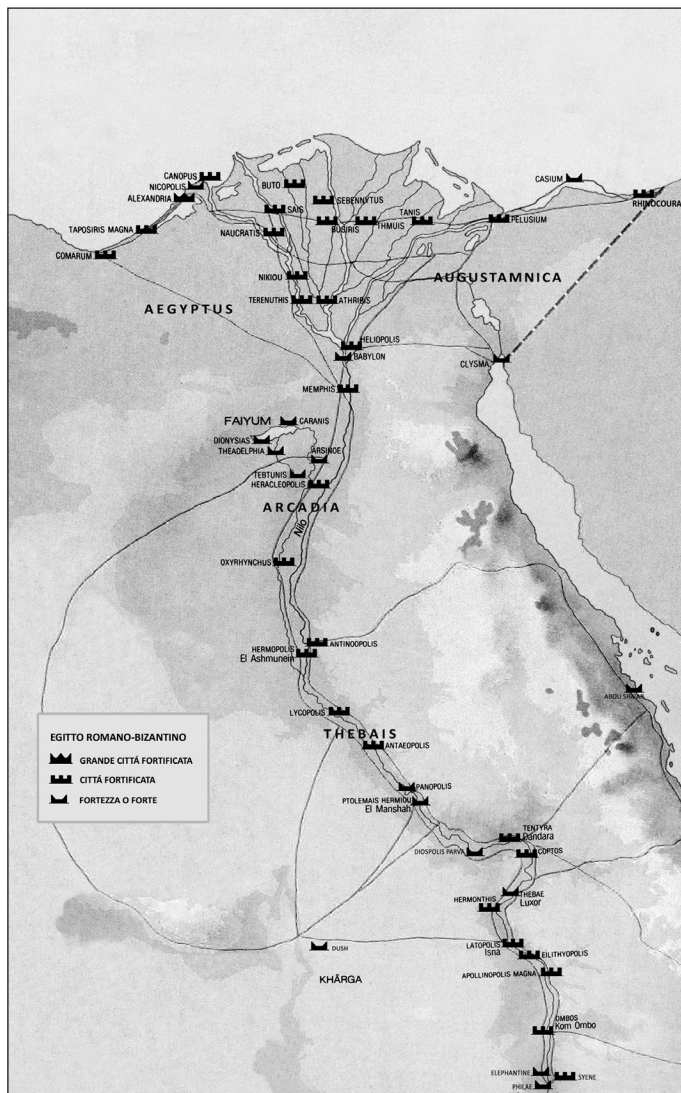 CANOPUS
NICOPOLIS
ALEXANDRIA
TAPOSIRIS MAGNA
COMARUM
BUTO
SEBENNYTUS
SAIS
BUSIRIS
THMUIS
TANIS
NAUCRATIS
NIKIOU
TERENUTHIS
ATHRIBIS
CASIUM
RHINOCOURA
PELUSIUM
AUGUSTAMNICA
AEGYPTUS
HELIOPOLIS
BABYLON
CLYSMA
MEMPHIS
FAIYUM
CARANIS
DIONYSIAS
THEADELPHIA
ARSINOE
TEBTUNIS
HERACLEOPOLIS
ARCADIA
Nilo
OXYRHYNCHUS
ANTINOOPOLIS
HERMOPOLIS
El Ashmunein
ABOU SHA'AR
LYCOPOLIS
THEBAIS
ANTAEOPOLIS
EGITTO ROMANO-BIZANTINO
GRANDE CITTÁ FORTIFICATA
CITTÁ FORTIFICATA
FORTEZZA O FORTE
PANOPOLIS
PTOLEMAIS HERMIOU
El Manshah
TENTYRA
Dandara
DIOSPOLIS PARVA
COPTOS
THEBAE
Luxor
HERMONTHIS
LATOPOLIS
Isna
EILITHYOPOLIS
APOLLINOPOLIS MAGNA
DUSH
KHÂRGA
OMBOS
Kom Ombo
ELEPHANTINE
SYENE
PHILAE